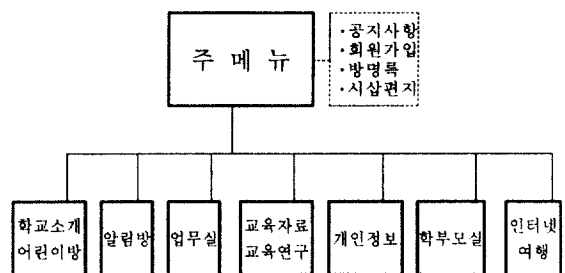 주 메 뉴
·공지사항
·회원가입
·방명록
·시삽편지
학교소개
어린이방
알림방
업무실
교육자료
교육연구
개인정보
학부모실
인터넷
여행